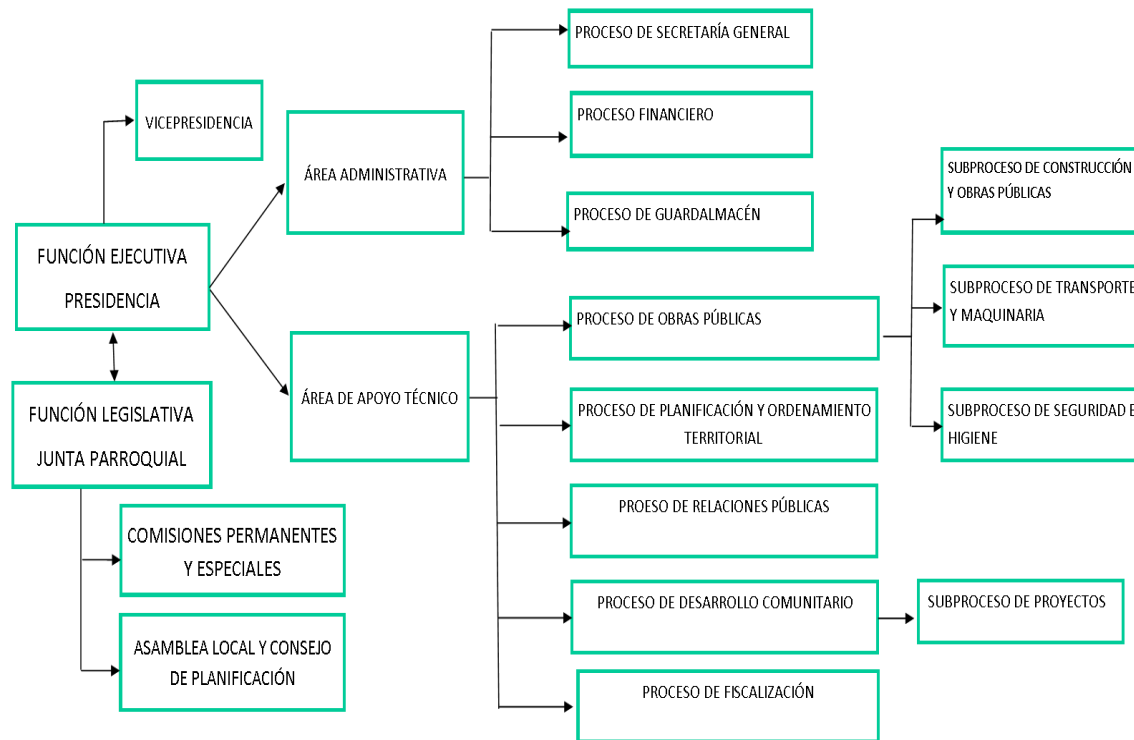 PROCESO DE SECRETARÍA GENERAL
VICEPRESIDENCIA
PROCESO FINANCIERO
ÁREA ADMINISTRATIVA
SUBPROCESO DE CONSTRUCCIÓN
Y OBRAS PÚBLICAS
PROCESO DE GUARDALMACÉN
FUNCIÓN EJECUTIVA
PRESIDENCIA
SUBPROCESO DE TRANSPORTE
Y MAQUINARIA
PROCESO DE OBRAS PÚBLICAS
FUNCIÓN LEGISLATIVA
JUNTA PARROQUIAL
ÁREA DE APOYO TÉCNICO
PROCESO DE PLANIFICACIÓN Y ORDENAMIENTO
TERRITORIAL
SUBPROCESO DE SEGURIDAD E
HIGIENE
COMISIONES PERMANENTES
Y ESPECIALES
PROESO DE RELACIONES PÚBLICAS
PROCESO DE DESARROLLO COMUNITARIO
SUBPROCESO DE PROYECTOS
ASAMBLEA LOCAL Y CONSEJO
DE PLANIFICACIÓN
PROCESO DE FISCALIZACIÓN